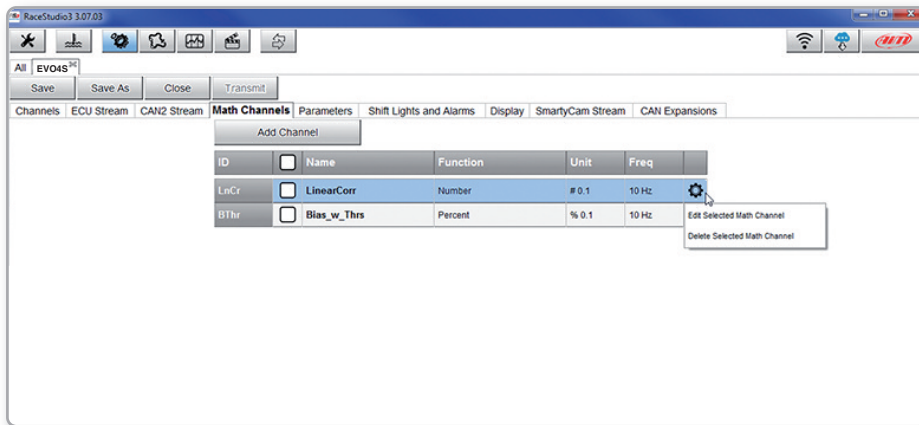 RaceStudio3 3.07.03
AiM
All EVO4S
Save Save As Close Transmit
Channels ECU Stream CAN2 Stream Math Channels Parameters Shift Lights and Alarms Display SmartyCam Stream CAN Expansions
Add Channel
ID Name Function Unit Freq
LnCr LinearCorr Number # 0.1 10 Hz
BThr Bias_w_Thrs Percent % 0.1 10 Hz
Edit Selected Math Channel
Delete Selected Math Channel